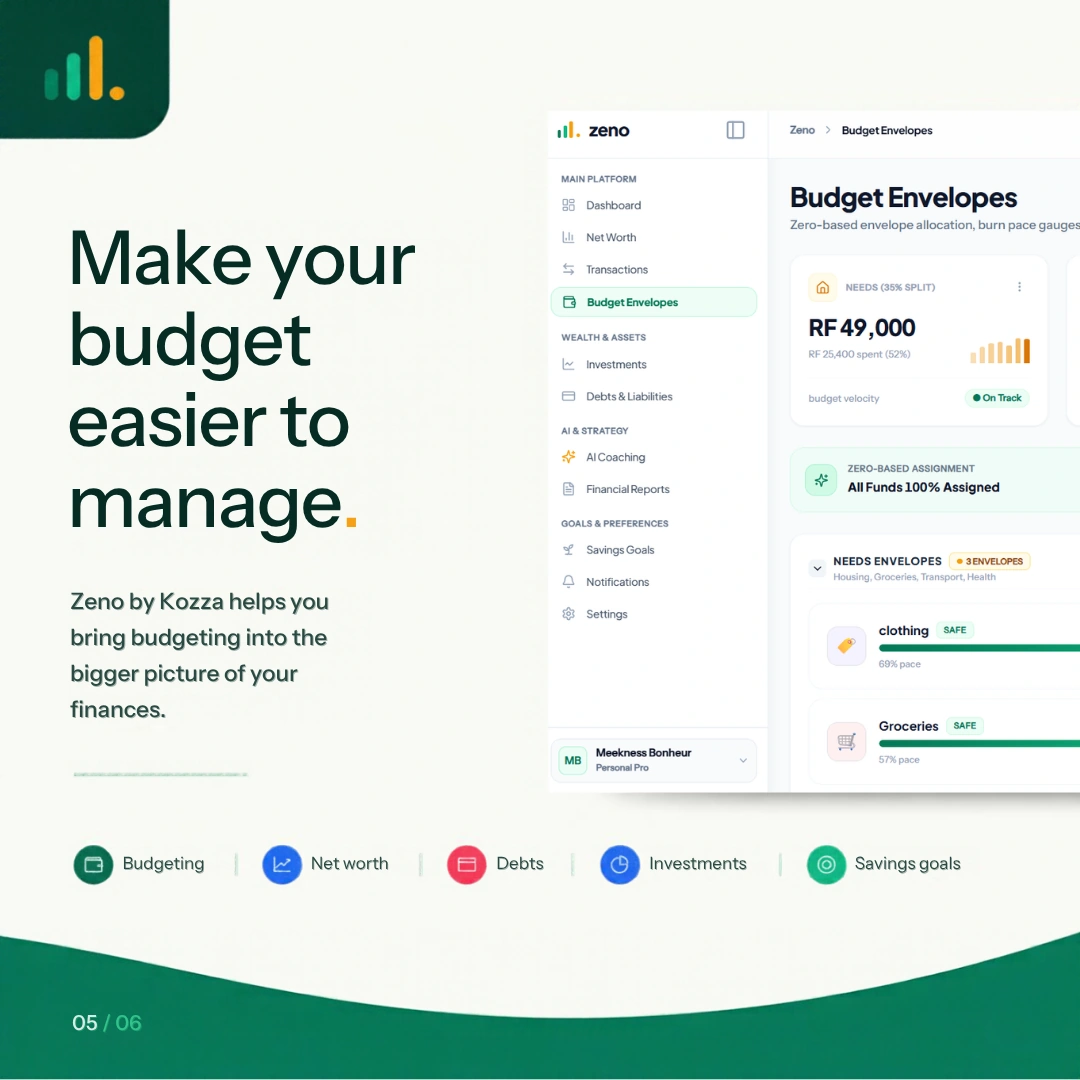 Make your
budget
easier to
manage.
Zeno by Kozza helps you
bring budgeting into the
bigger picture of your
finances.
zeno
MAIN PLATFORM
Dashboard
Net Worth
Transactions
Budget Envelopes
WEALTH & ASSETS
Investments
Debts & Liabilities
AI & STRATEGY
AI Coaching
Financial Reports
GOALS & PREFERENCES
Savings Goals
Notifications
Settings
MB
Meekness Bonheur
Personal Pro
Zeno > Budget Envelopes
Budget Envelopes
Zero-based envelope allocation, burn pace gauges
NEEDS (35% SPLIT)
RF 49,000
RF 25,400 spent (52%)
budget velocity
On Track
ZERO-BASED ASSIGNMENT
All Funds 100% Assigned
NEEDS ENVELOPES 3 ENVELOPES
Housing, Groceries, Transport, Health
clothing SAFE
69% pace
Groceries SAFE
57% pace
Budgeting | Net worth | Debts | Investments | Savings goals
05 / 06